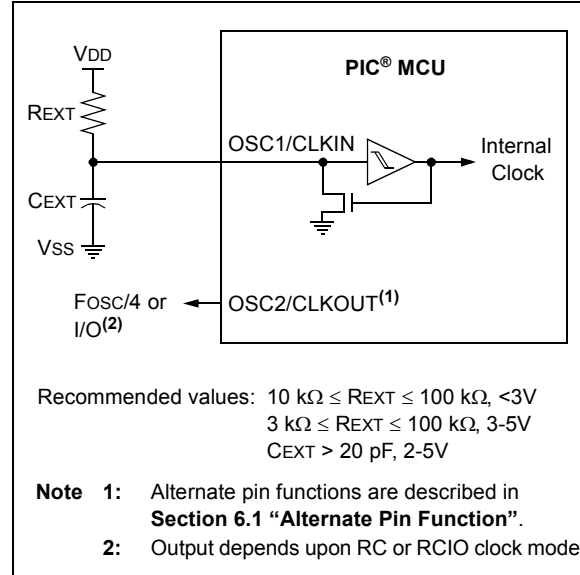 VDD
PIC® MCU
REXT
OSC1/CLKIN
Internal
Clock
CEXT
VSS
FOSC/4 or
I/O(2)
OSC2/CLKOUT(1)
Recommended values: 10 kΩ ≤ REXT ≤ 100 kΩ, <3V
3 kΩ ≤ REXT ≤ 100 kΩ, 3-5V
CEXT > 20 pF, 2-5V
Note 1: Alternate pin functions are described in
Section 6.1 “Alternate Pin Function”.
2: Output depends upon RC or RCIO clock mode